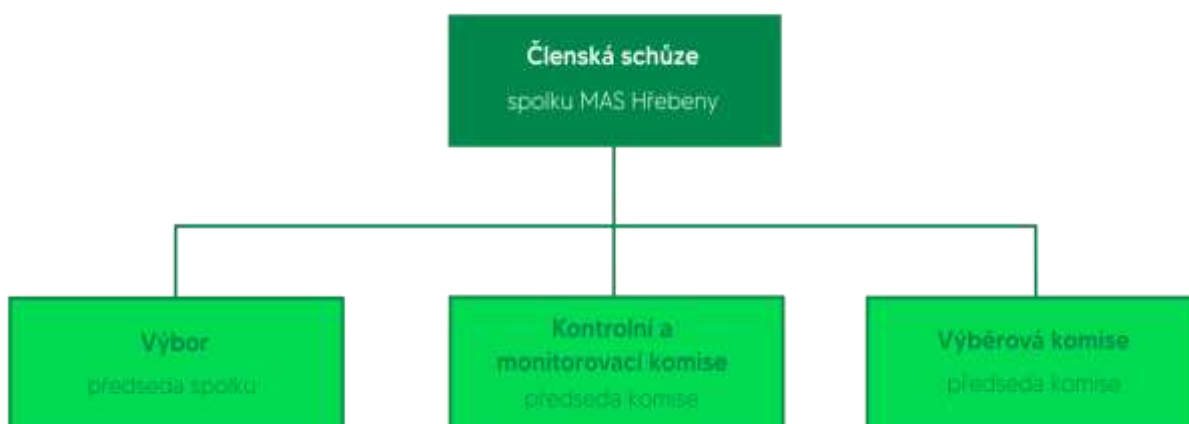 Členská schůze
spolku MAS Hřebeny
Výbor
předseda spolku
Kontrolní a
monitorovací komise
předseda komise
Výběrová komise
předseda komise